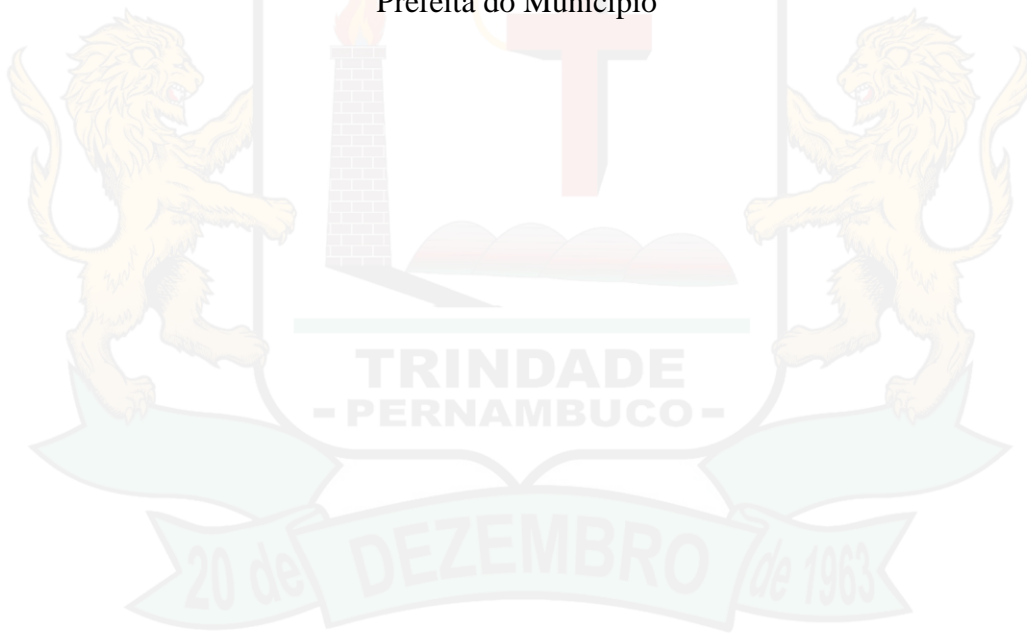 Prefeita do Município
TRINDADE
- PERNAMBUCO -
20 de DEZEMBRO de 1963